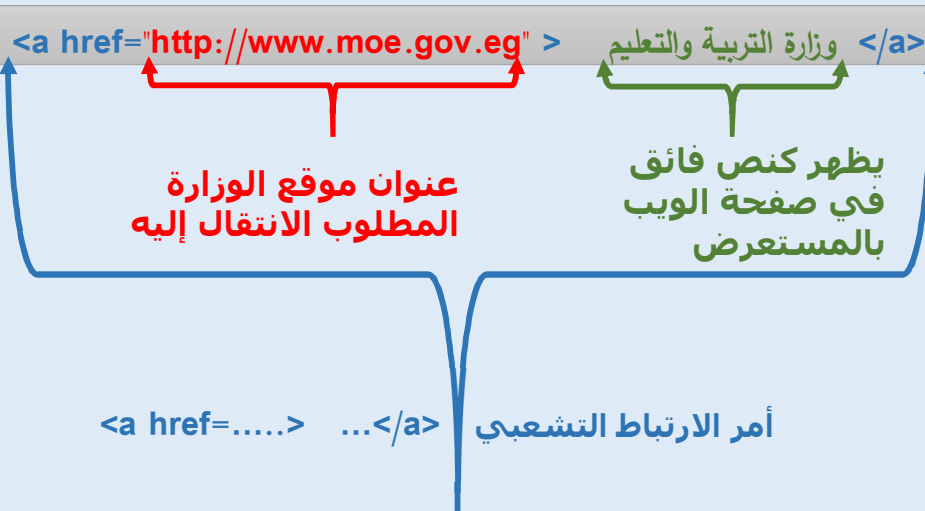 <a href="http://www.moe.gov.eg" > وزارة التربية والتعليم </a>
يظهر كنص فائق
في صفحة الويب
بالمستعرض
عنوان موقع الوزارة
المطلوب الانتقال إليه
أمر الارتباط التشعبي <a href=.....> ...</a>